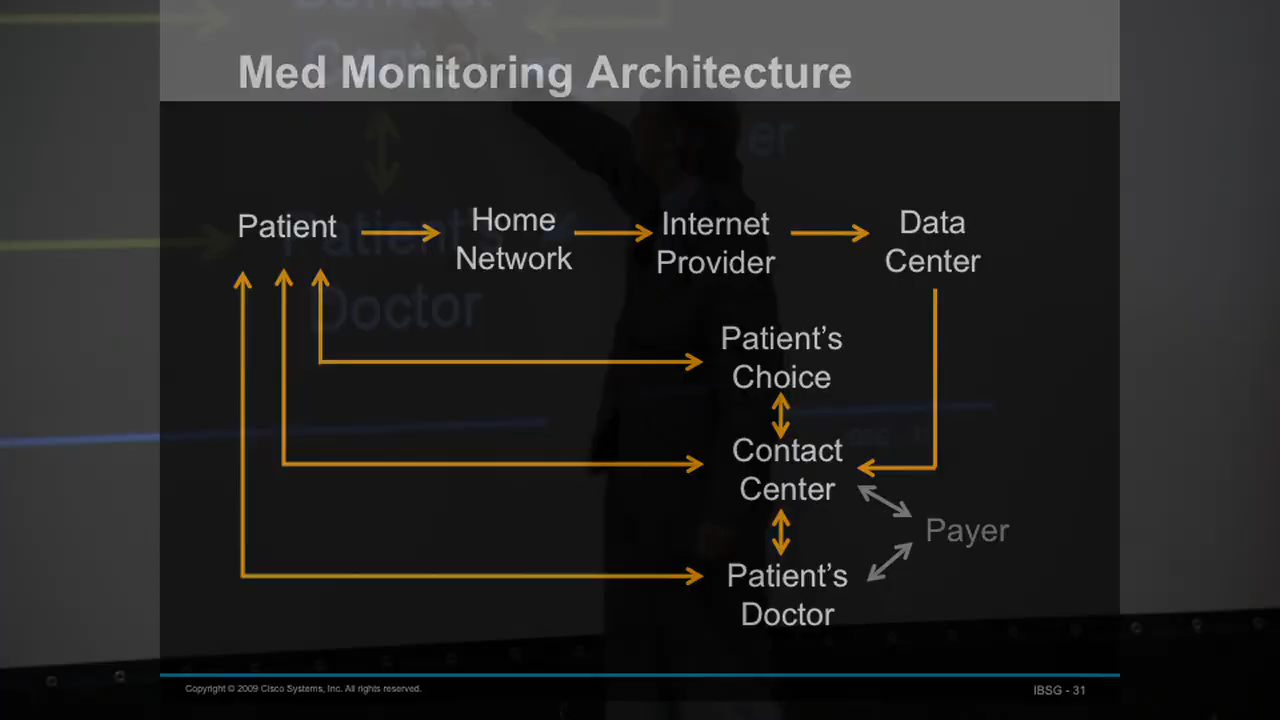 Med Monitoring Architecture
Patient
Home
Network
Internet
Provider
Data
Center
Patient's
Choice
Contact
Center
Payer
Patient's
Doctor
Copyright © 2009 Cisco Systems, Inc. All rights reserved.
IBSG - 31